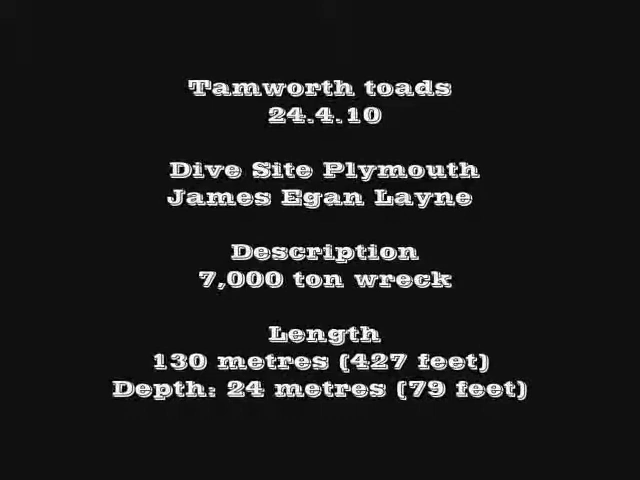 Tamworth toads
24.4.10
Dive Site Plymouth
James Egan Layne
Description
7,000 ton wreck
Length
130 metres (427 feet)
Depth: 24 metres (79 feet)